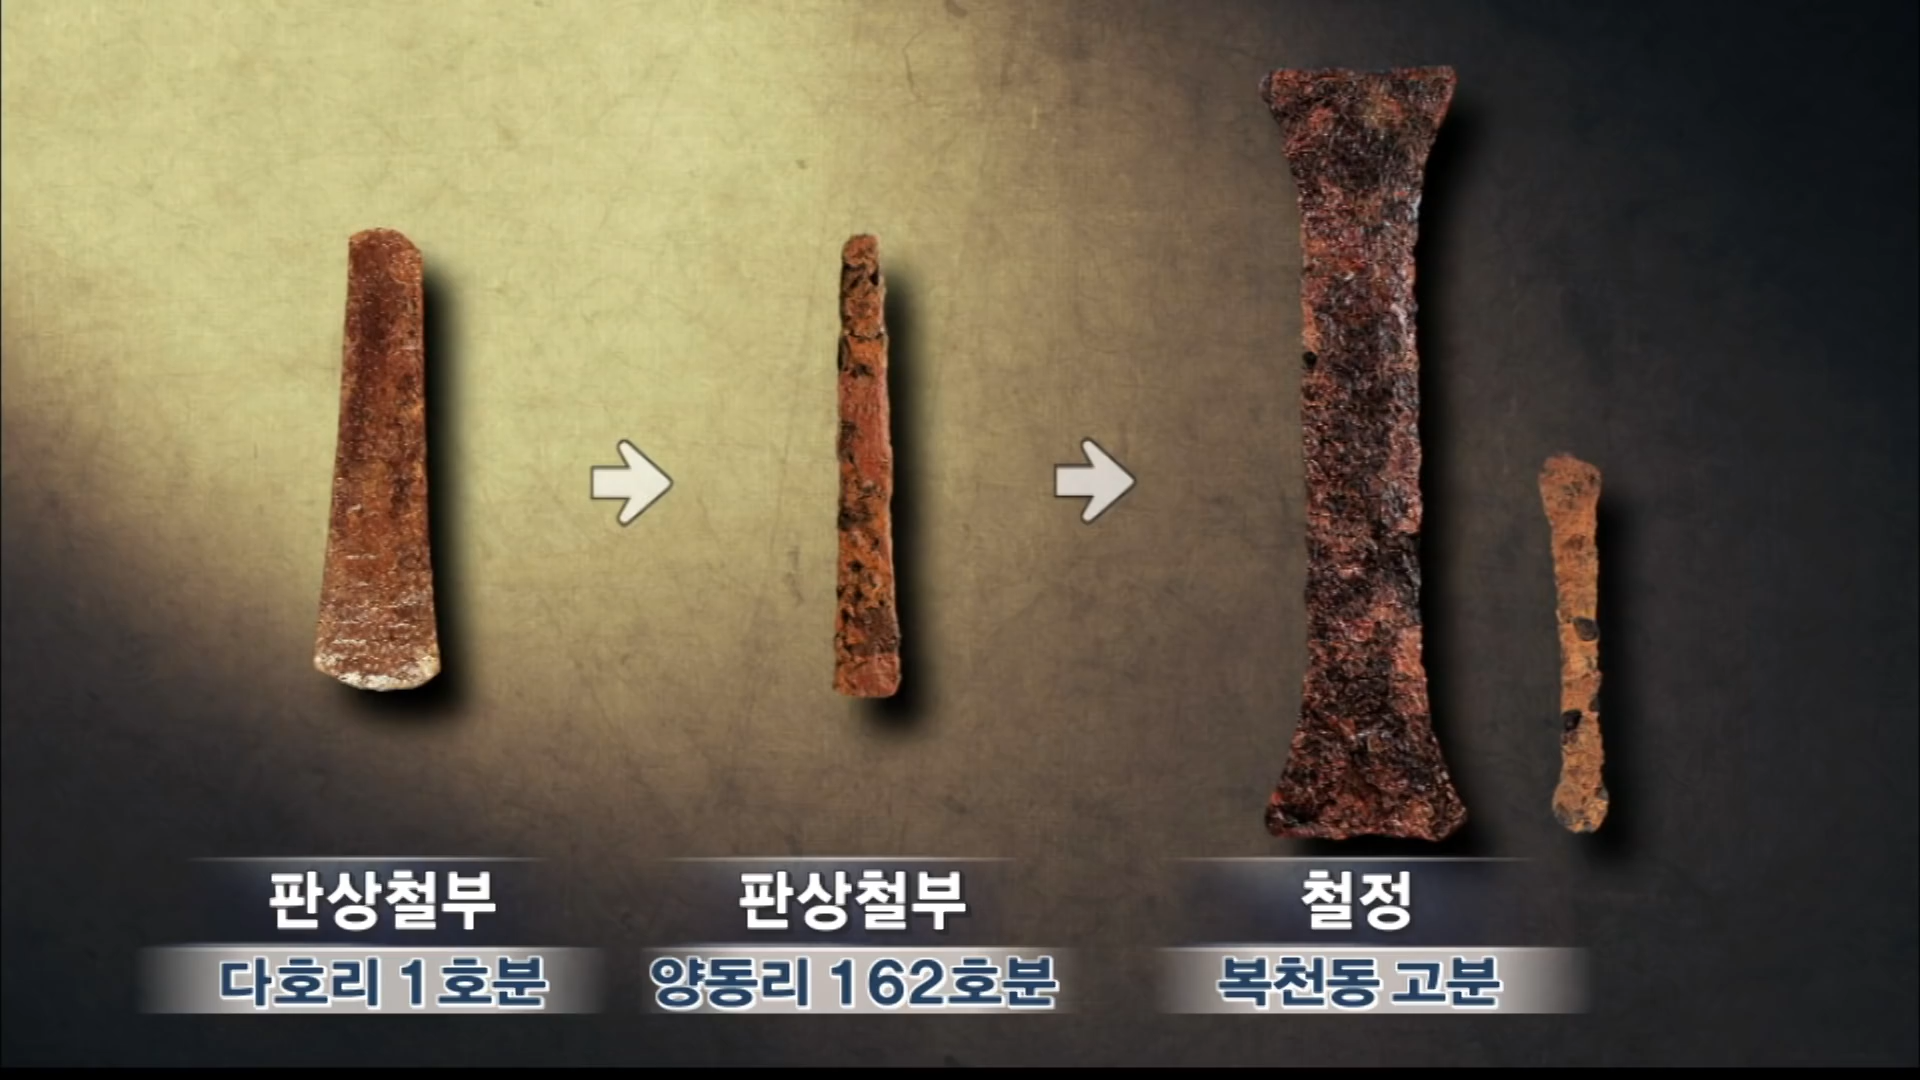 판상철부
다호리 1호분
판상철부
양동리 162호분
철정
복천동 고분